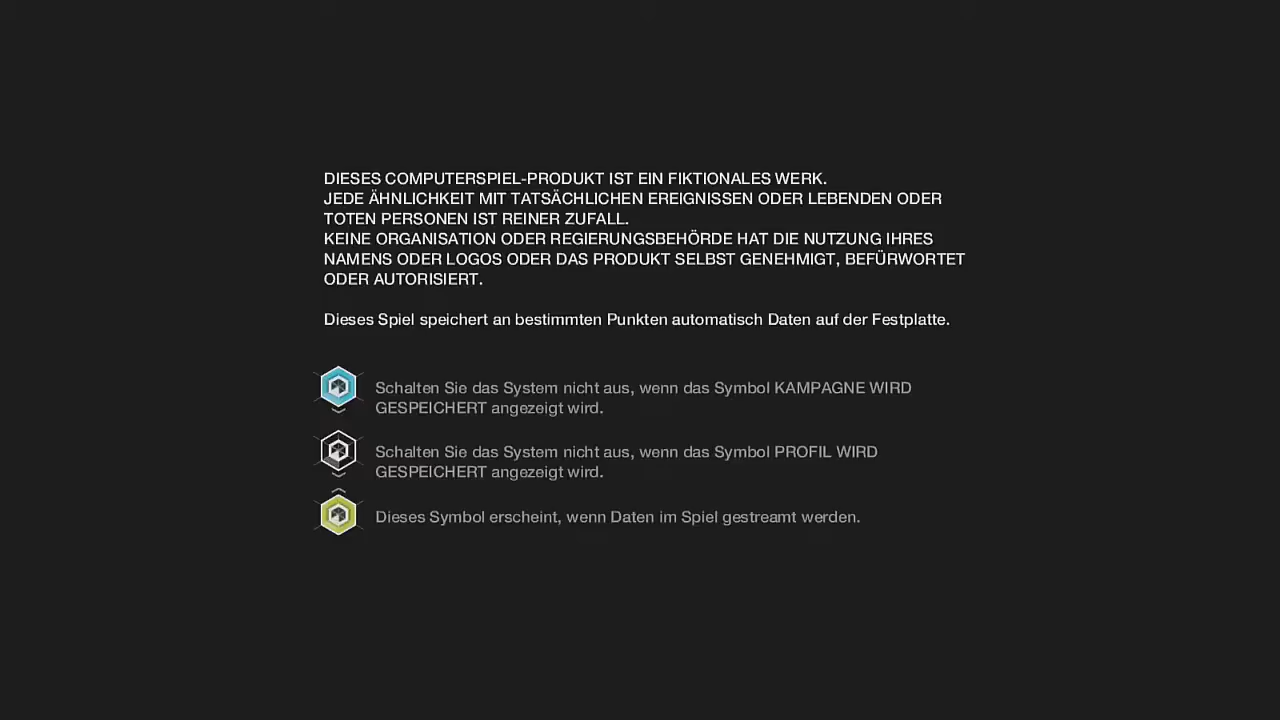 DIESES COMPUTERSPIEL-PRODUKT IST EIN FIKTIONALES WERK.
JEDE ÄHNLICHKEIT MIT TATSÄCHLICHEN EREIGNISSEN ODER LEBENDEN ODER
TOTEN PERSONEN IST REINER ZUFALL.
KEINE ORGANISATION ODER REGIERUNGSBEHÖRDE HAT DIE NUTZUNG IHRES
NAMENS ODER LOGOS ODER DAS PRODUKT SELBST GENEHMIGT, BEFÜRWORTET
ODER AUTORISIERT.
Dieses Spiel speichert an bestimmten Punkten automatisch Daten auf der Festplatte.
Schalten Sie das System nicht aus, wenn das Symbol KAMPAGNE WIRD
GESPEICHERT angezeigt wird.
Schalten Sie das System nicht aus, wenn das Symbol PROFIL WIRD
GESPEICHERT angezeigt wird.
Dieses Symbol erscheint, wenn Daten im Spiel gestreamt werden.